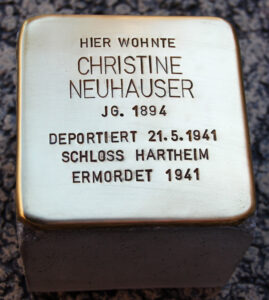 HIER WOHNTE
CHRISTINE
NEUHAUSER
JG. 1894
DEPORTIERT 21.5.1941
SCHLOSS HARTHEIM
ERMORDET 1941